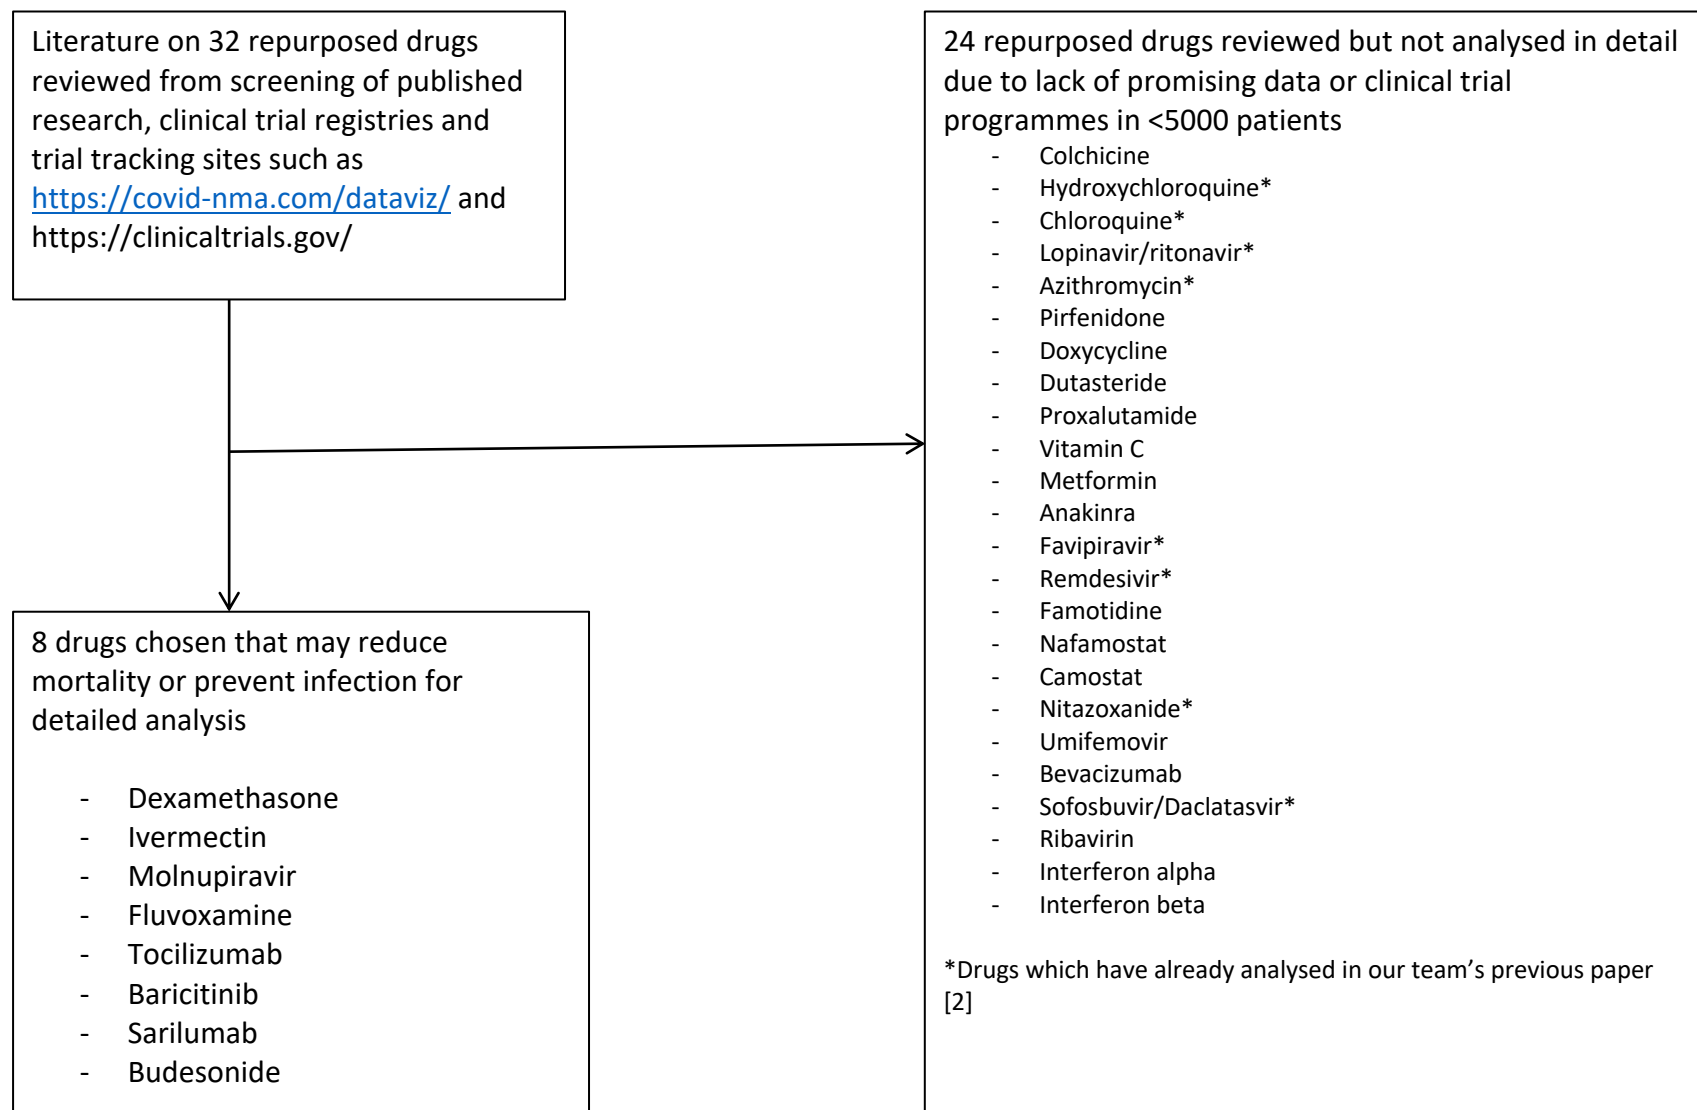 Literature on 32 repurposed drugs
reviewed from screening of published
research, clinical trial registries and
trial tracking sites such as
https://covid-nma.com/dataviz/ and
https://clinicaltrials.gov/
24 repurposed drugs reviewed but not analysed in detail
due to lack of promising data or clinical trial
programmes in <5000 patients
- Colchicine
- Hydroxychloroquine*
- Chloroquine*
- Lopinavir/ritonavir*
- Azithromycin*
- Pirfenidone
- Doxycycline
- Dutasteride
- Proxalutamide
- Vitamin C
- Metformin
- Anakinra
- Favipiravir*
- Remdesivir*
- Famotidine
- Nafamostat
- Camostat
- Nitazoxanide*
- Umifemovir
- Bevacizumab
- Sofosbuvir/Daclatasvir*
- Ribavirin
- Interferon alpha
- Interferon beta
*Drugs which have already analysed in our team’s previous paper
[2]
8 drugs chosen that may reduce
mortality or prevent infection for
detailed analysis
- Dexamethasone
- Ivermectin
- Molnupiravir
- Fluvoxamine
- Tocilizumab
- Baricitinib
- Sarilumab
- Budesonide